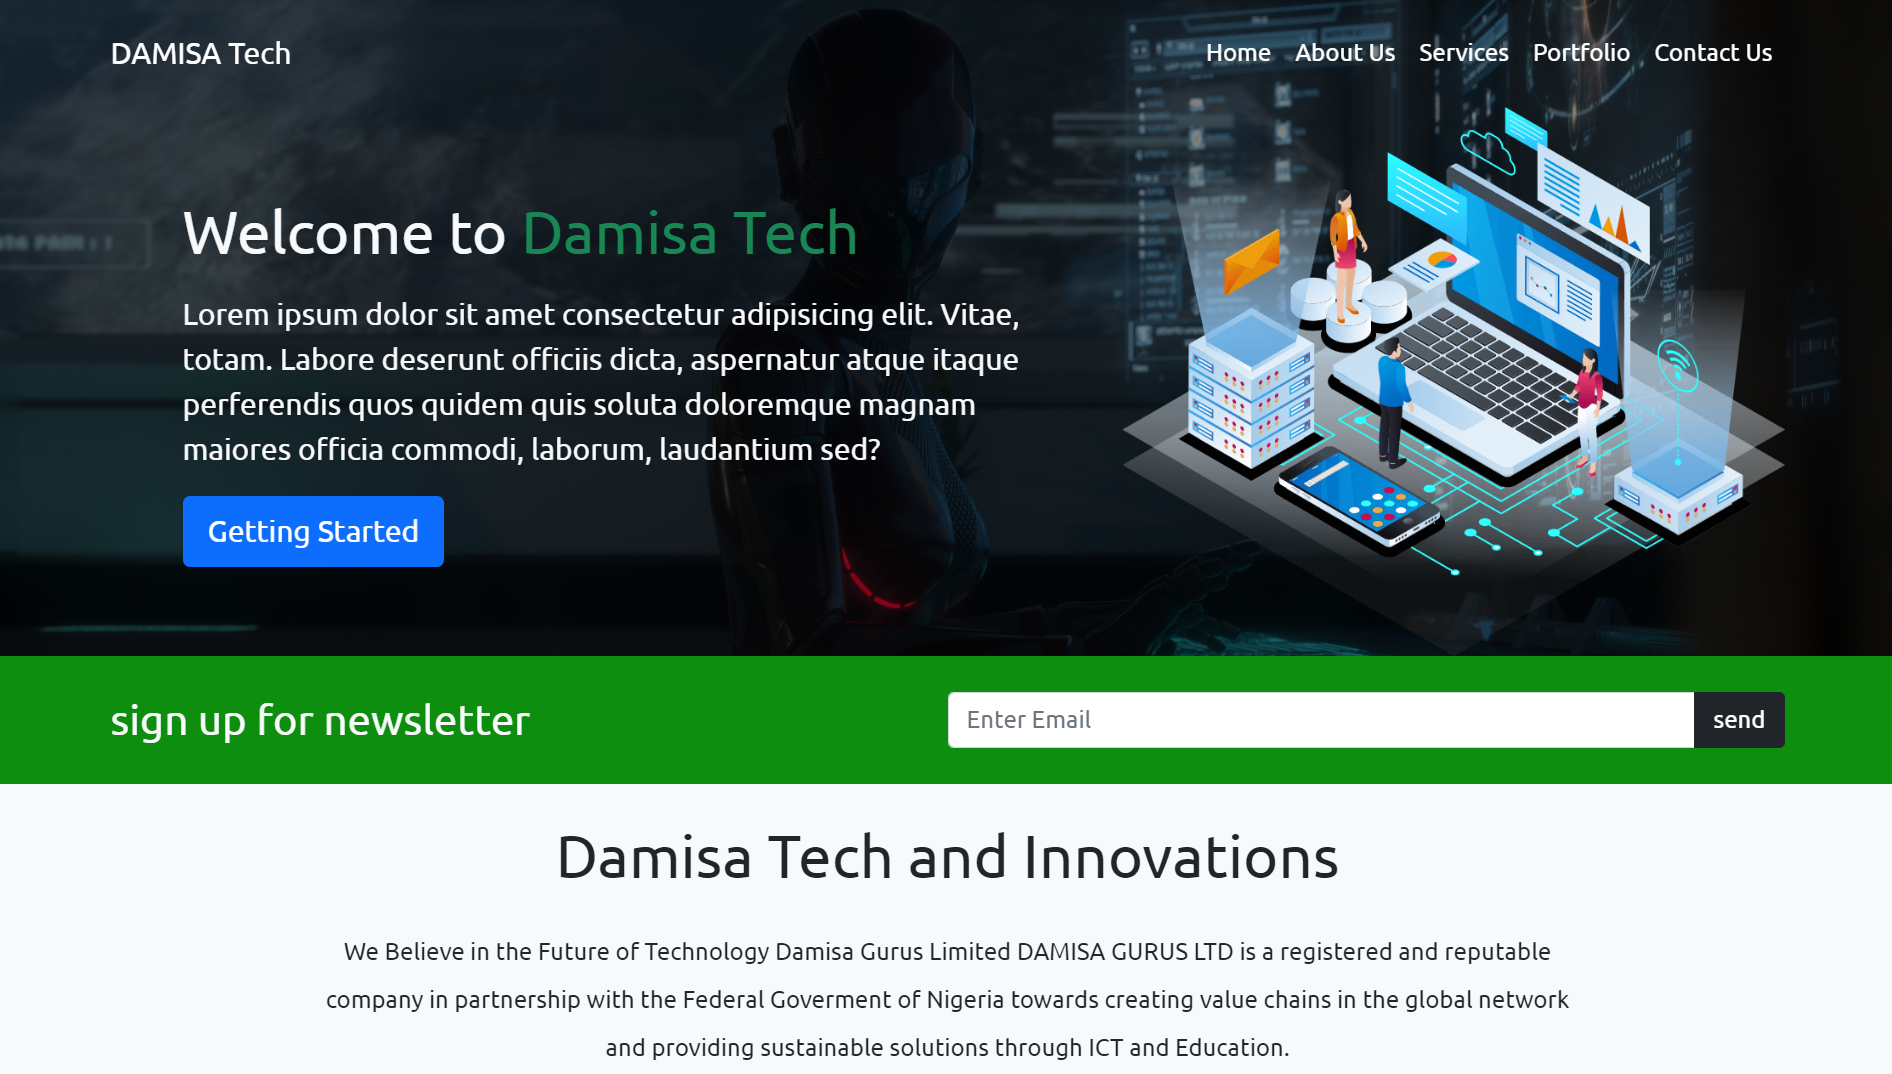 DAMISA Tech
Home About Us Services Portfolio Contact Us
Welcome to Damisa Tech
Lorem ipsum dolor sit amet consectetur adipisicing elit. Vitae,
totam. Labore deserunt officiis dicta, aspernatur atque itaque
perferendis quos quidem quis soluta doloremque magnam
maiores officia commodi, laborum, laudantium sed?
Getting Started
sign up for newsletter
Enter Email
send
Damisa Tech and Innovations
We Believe in the Future of Technology Damisa Gurus Limited DAMISA GURUS LTD is a registered and reputable
company in partnership with the Federal Goverment of Nigeria towards creating value chains in the global network
and providing sustainable solutions through ICT and Education.